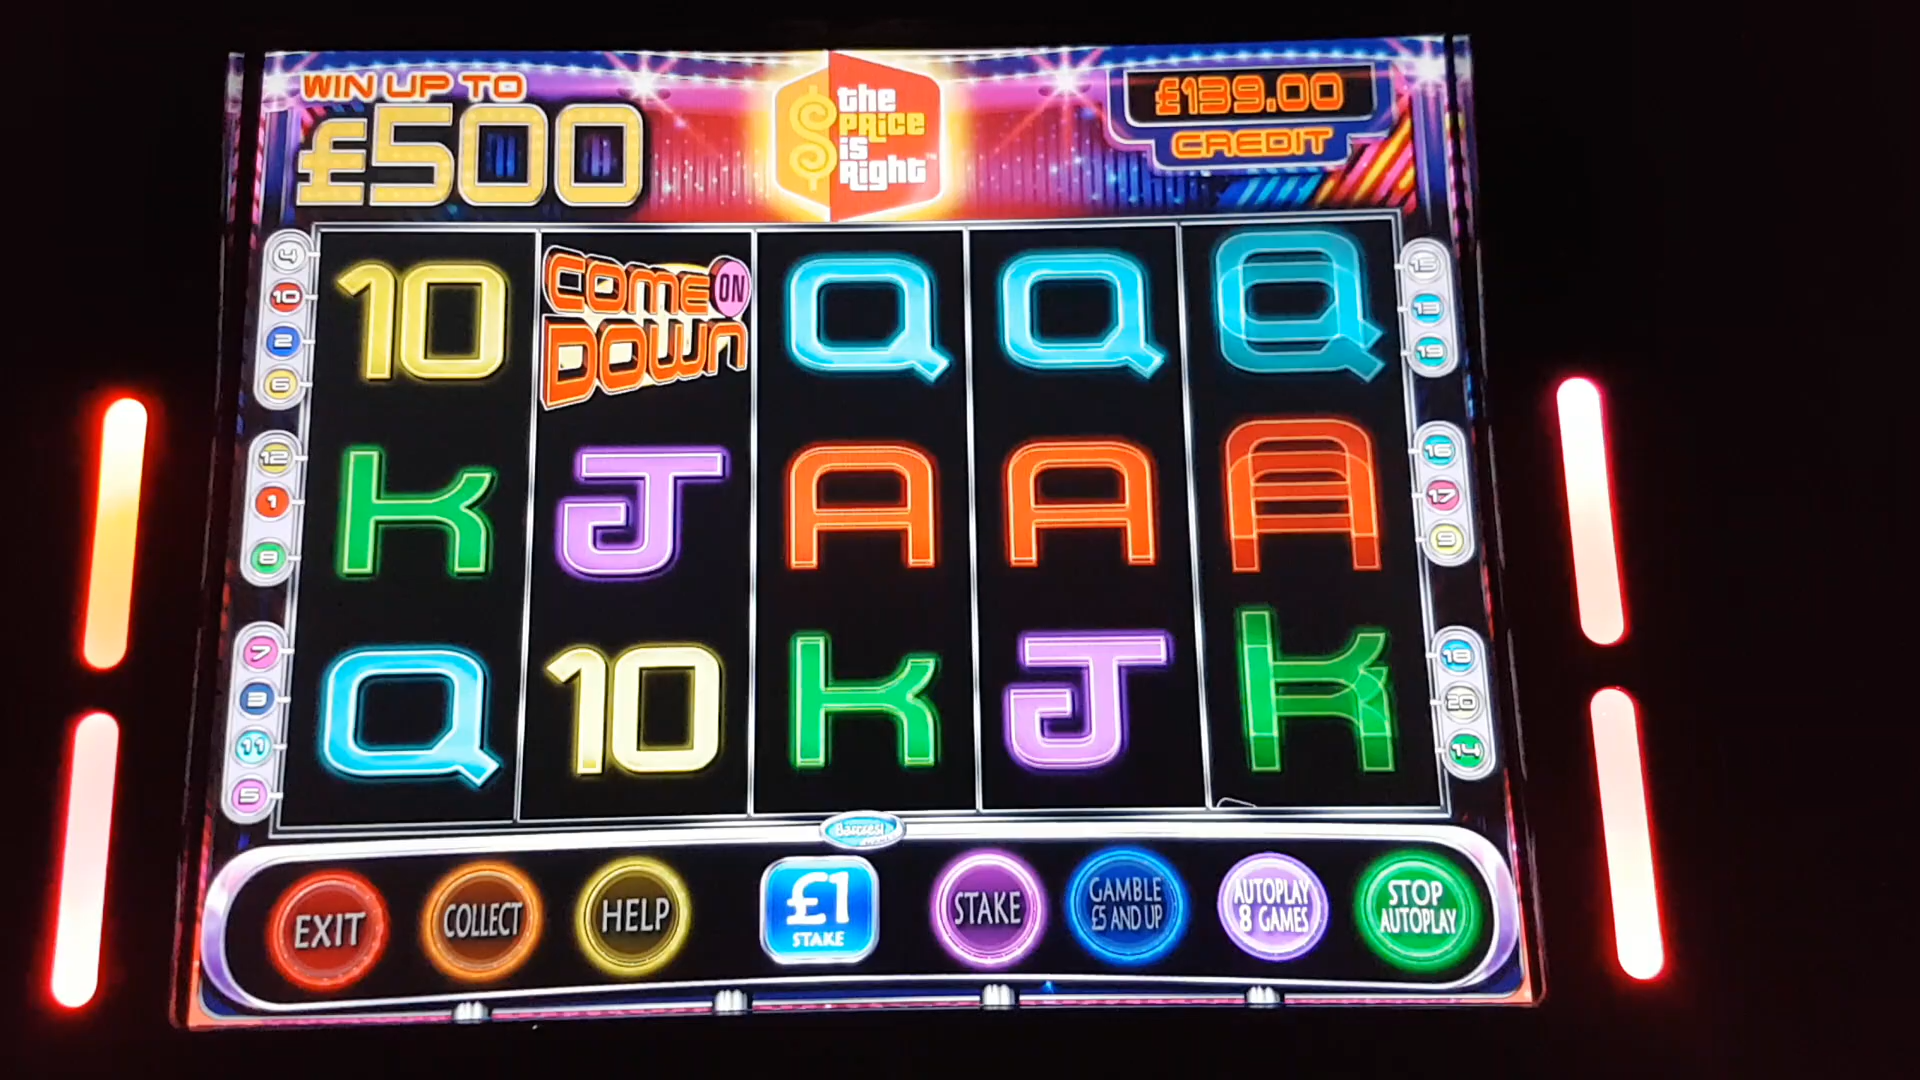 WIN UP TO
£500
the
PRICE
is
Right™
£139.00
CREDIT
4
10
2
6
12
1
8
7
3
11
5
10
COME ON
DOWN
Q
Q
Q
K
J
A
A
A
Q
10
K
J
K
15
13
19
16
17
9
18
20
14
Barcrest
EXIT
COLLECT
HELP
£1
STAKE
STAKE
GAMBLE
£5 AND UP
AUTOPLAY
8 GAMES
STOP
AUTOPLAY